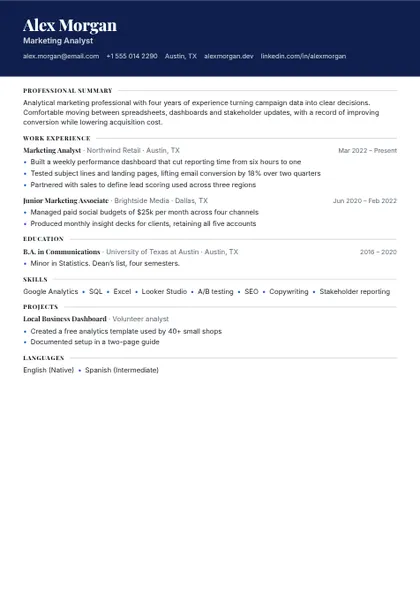 Alex Morgan
Marketing Analyst
alex.morgan@email.com +1 555 014 2290 Austin, TX alexmorgan.dev linkedin.com/in/alexmorgan
PROFESSIONAL SUMMARY
Analytical marketing professional with four years of experience turning campaign data into clear decisions.
Comfortable moving between spreadsheets, dashboards and stakeholder updates, with a record of improving
conversion while lowering acquisition cost.
WORK EXPERIENCE
Marketing Analyst · Northwind Retail · Austin, TX Mar 2022 – Present
• Built a weekly performance dashboard that cut reporting time from six hours to one
• Tested subject lines and landing pages, lifting email conversion by 18% over two quarters
• Partnered with sales to define lead scoring used across three regions
Junior Marketing Associate · Brightside Media · Dallas, TX Jun 2020 – Feb 2022
• Managed paid social budgets of $25k per month across four channels
• Produced monthly insight decks for clients, retaining all five accounts
EDUCATION
B.A. in Communications · University of Texas at Austin · Austin, TX 2016 – 2020
• Minor in Statistics. Dean's list, four semesters.
SKILLS
Google Analytics • SQL • Excel • Looker Studio • A/B testing • SEO • Copywriting • Stakeholder reporting
PROJECTS
Local Business Dashboard · Volunteer analyst
• Created a free analytics template used by 40+ small shops
• Documented setup in a two-page guide
LANGUAGES
English (Native) • Spanish (Intermediate)